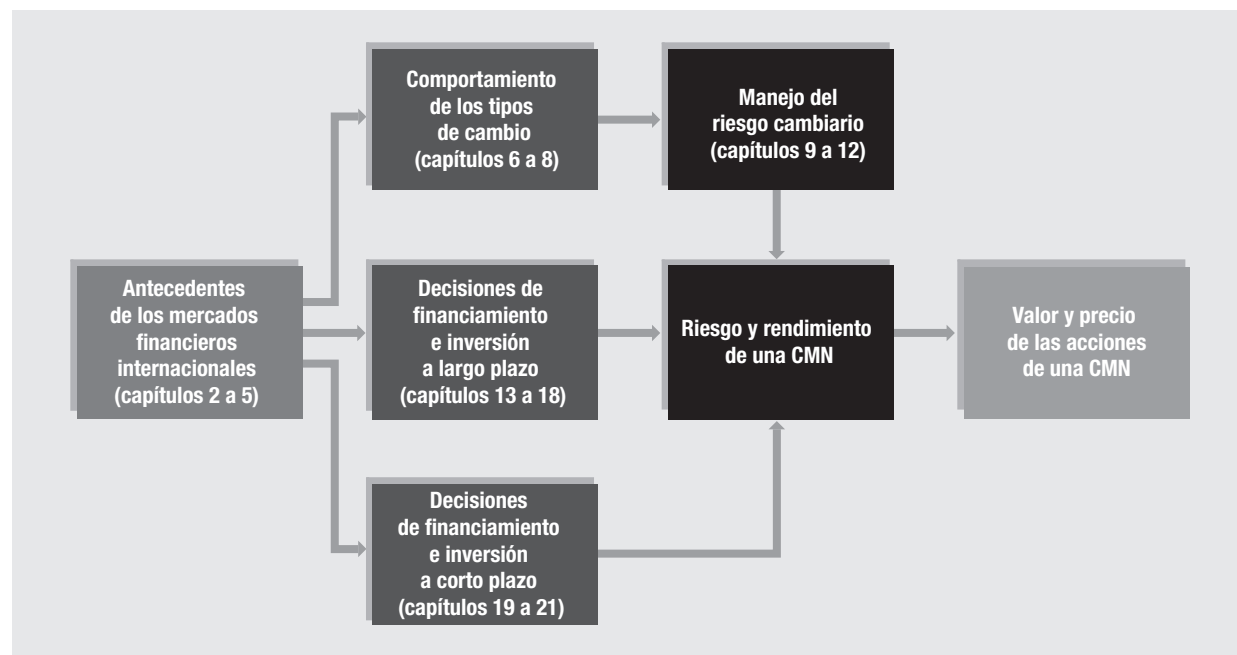 Comportamiento
de los tipos
de cambio
(capítulos 6 a 8)
Manejo del
riesgo cambiario
(capítulos 9 a 12)
Antecedentes
de los mercados
financieros
internacionales
(capítulos 2 a 5)
Decisiones de
financiamiento
e inversión
a largo plazo
(capítulos 13 a 18)
Riesgo y rendimiento
de una CMN
Valor y precio
de las acciones
de una CMN
Decisiones
de financiamiento
e inversión
a corto plazo
(capítulos 19 a 21)